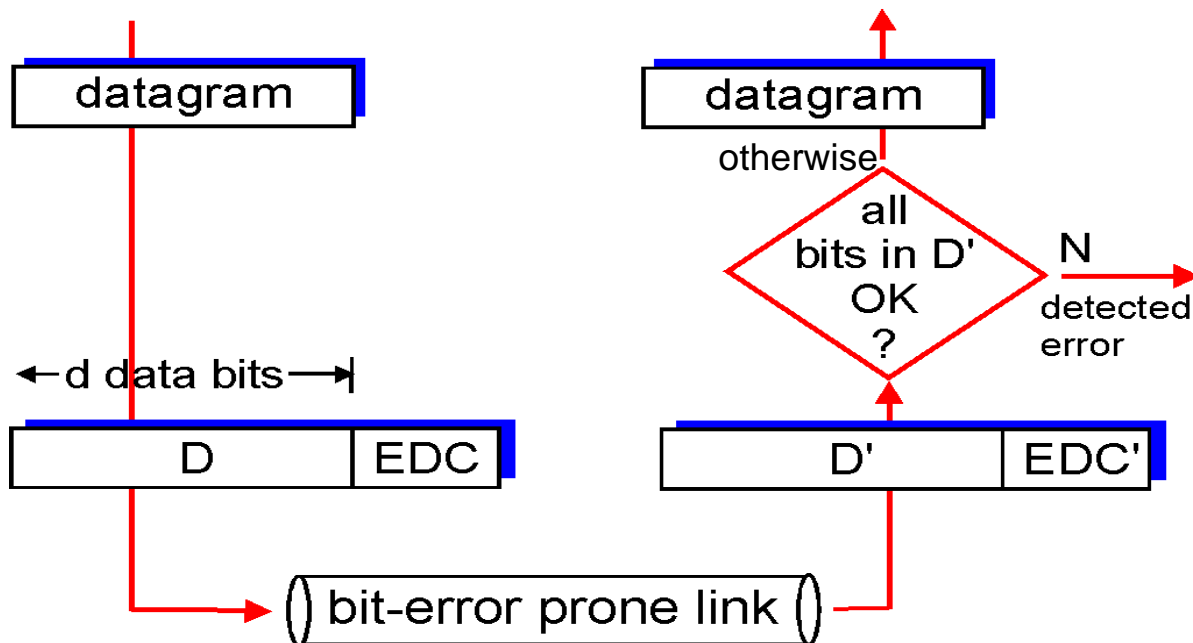 datagram
d data bits
D EDC
bit-error prone link
datagram
otherwise
all
bits in D'
OK
?
N
detected
error
D' EDC'